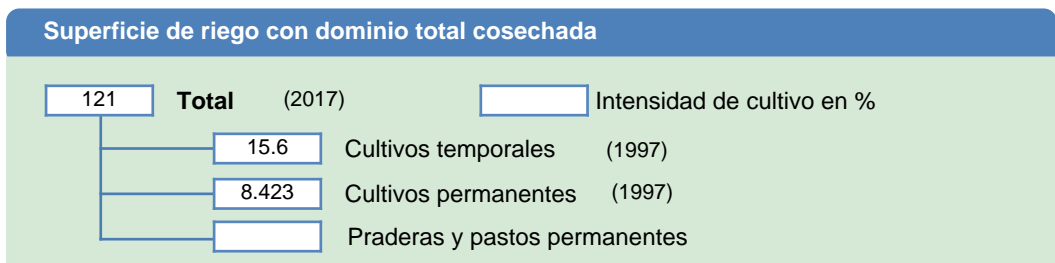 Superficie de riego con dominio total cosechada
121 Total (2017) Intensidad de cultivo en %
15.6 Cultivos temporales (1997)
8.423 Cultivos permanentes (1997)
Praderas y pastos permanentes